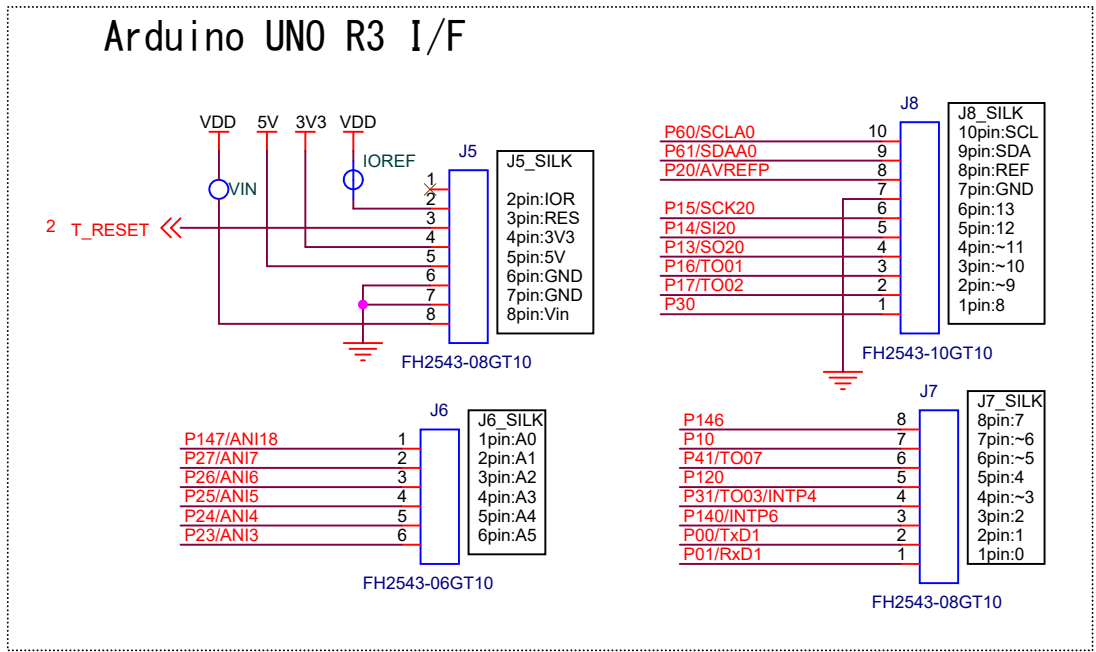 Arduino UNO R3 I/F
VDD 5V 3V3 VDD
VIN
IOREF
2 T_RESET
J5
1
2
3
4
5
6
7
8
FH2543-08GT10
J5_SILK
2pin:IOR
3pin:RES
4pin:3V3
5pin:5V
6pin:GND
7pin:GND
8pin:Vin
J8
P60/SCLA0 10
P61/SDAA0 9
P20/AVREFP 8
7
P15/SCK20 6
P14/SI20 5
P13/SO20 4
P16/TO01 3
P17/TO02 2
P30 1
FH2543-10GT10
J8_SILK
10pin:SCL
9pin:SDA
8pin:REF
7pin:GND
6pin:13
5pin:12
4pin:~11
3pin:~10
2pin:~9
1pin:8
J6
P147/ANI18 1
P27/ANI7 2
P26/ANI6 3
P25/ANI5 4
P24/ANI4 5
P23/ANI3 6
FH2543-06GT10
J6_SILK
1pin:A0
2pin:A1
3pin:A2
4pin:A3
5pin:A4
6pin:A5
J7
P146 8
P10 7
P41/TO07 6
P120 5
P31/TO03/INTP4 4
P140/INTP6 3
P00/TxD1 2
P01/RxD1 1
FH2543-08GT10
J7_SILK
8pin:7
7pin:~6
6pin:~5
5pin:4
4pin:~3
3pin:2
2pin:1
1pin:0